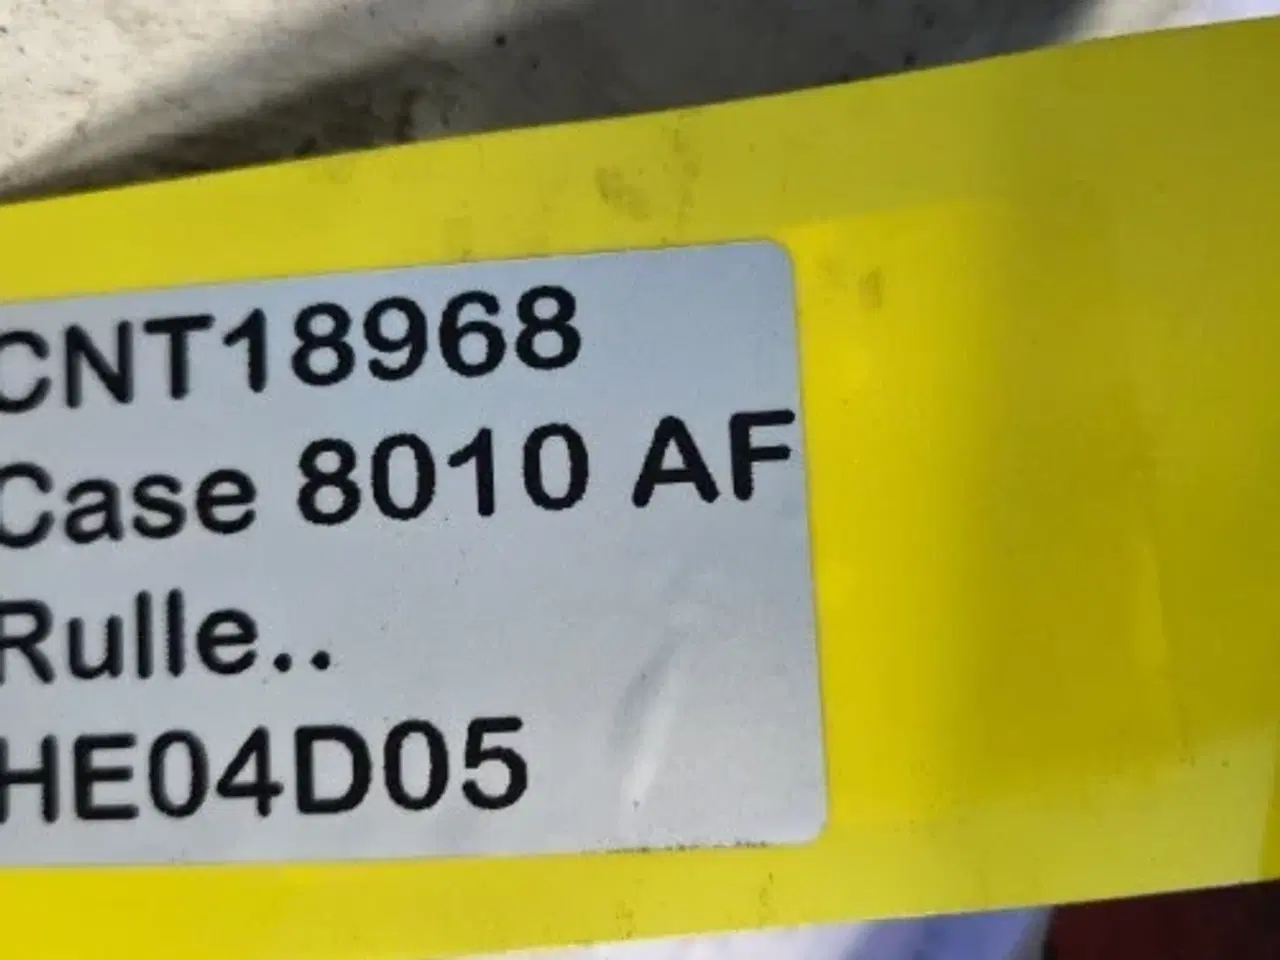 CNT18968
Case 8010 AF
Rulle..
HE04D05